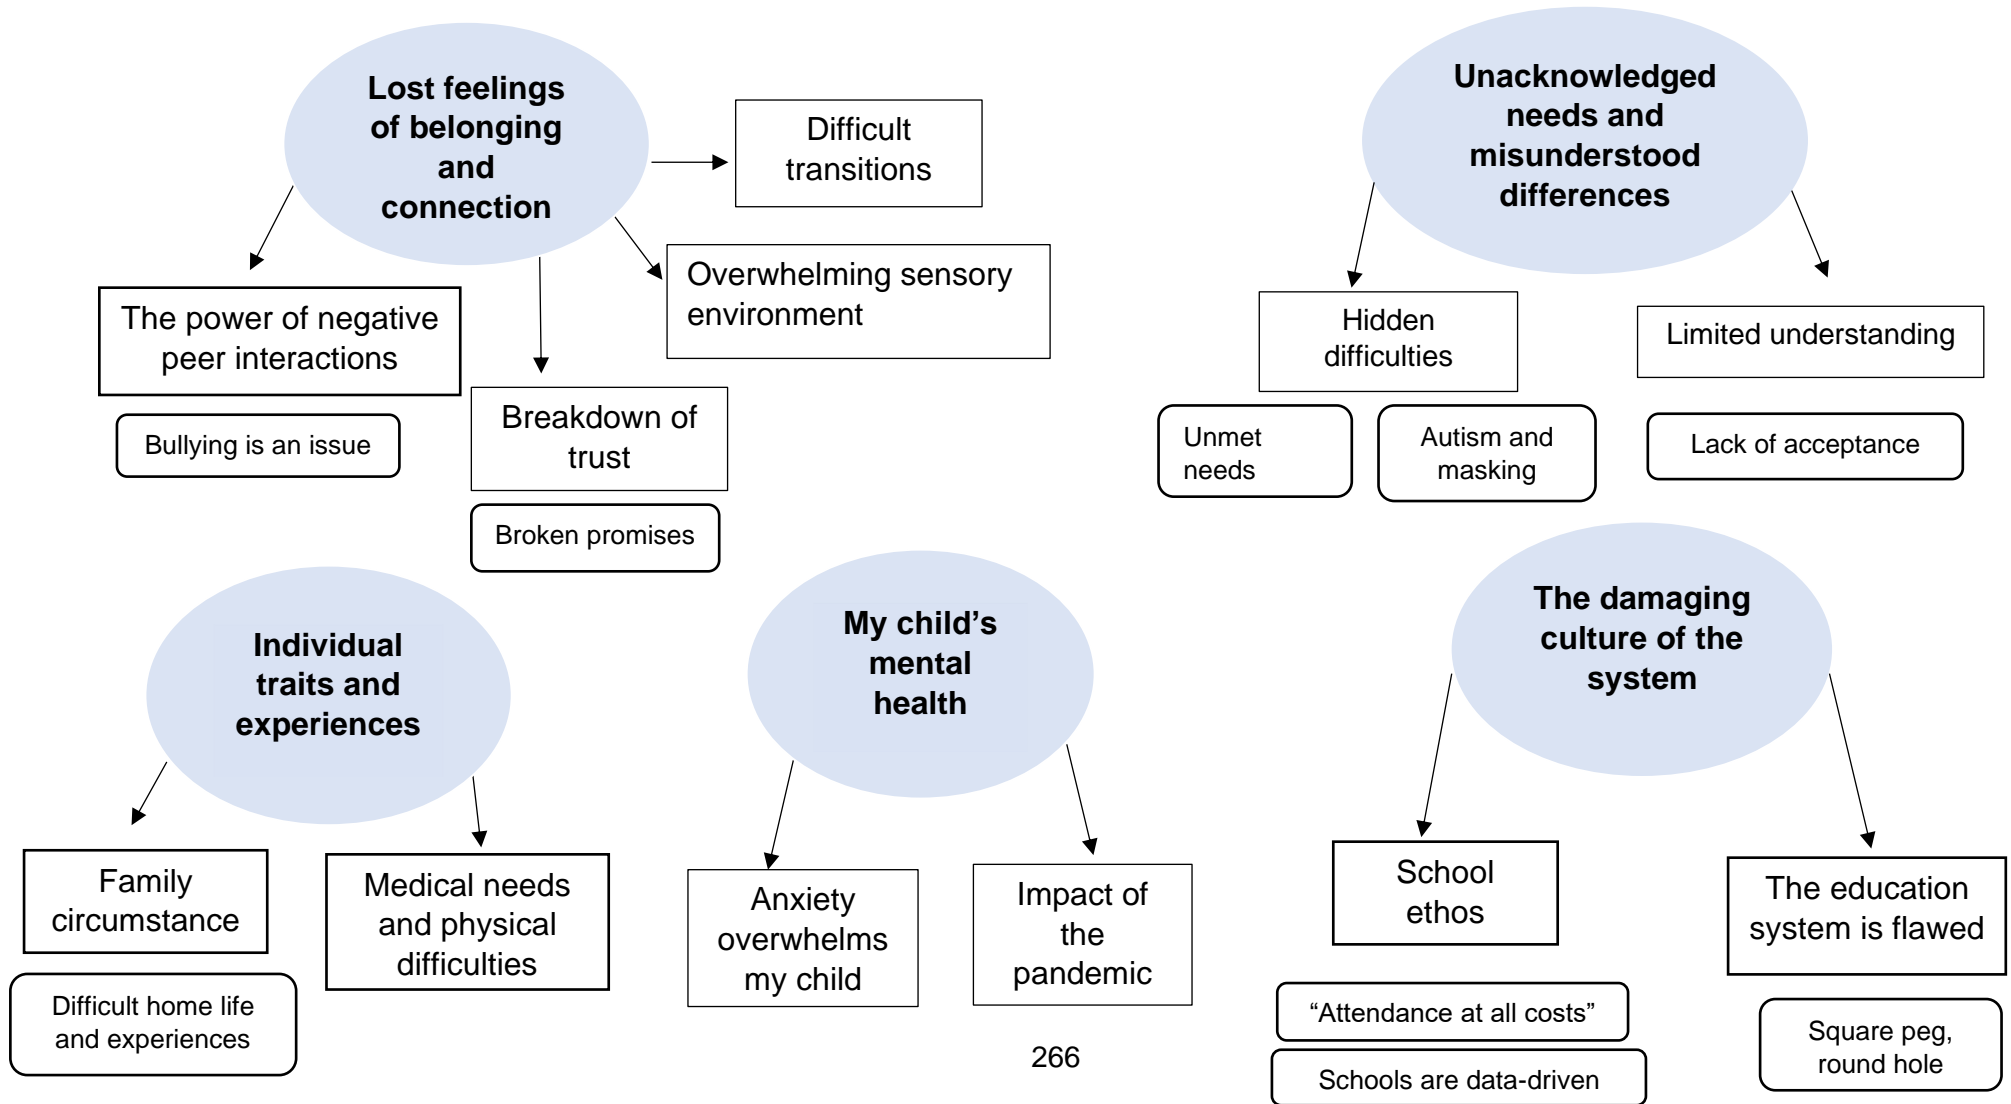 Lost feelings
of belonging
and
connection
Difficult
transitions
Overwhelming sensory
environment
The power of negative
peer interactions
Bullying is an issue
Breakdown of
trust
Broken promises
Unacknowledged
needs and
misunderstood
differences
Hidden
difficulties
Limited understanding
Unmet
needs
Autism and
masking
Lack of acceptance
Individual
traits and
experiences
Family
circumstance
Medical needs
and physical
difficulties
Difficult home life
and experiences
My child’s
mental
health
Anxiety
overwhelms
my child
Impact of
the
pandemic
The damaging
culture of the
system
School
ethos
The education
system is flawed
“Attendance at all costs”
Schools are data-driven
Square peg,
round hole
266